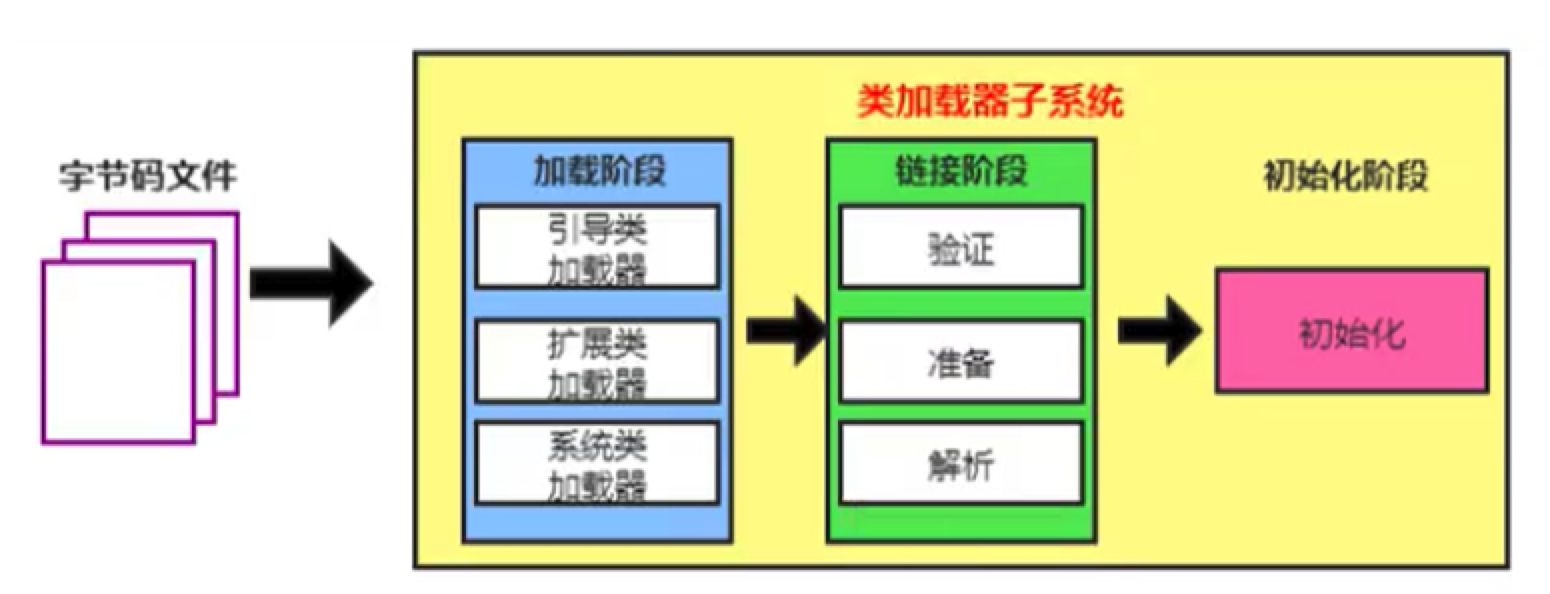 类加载器子系统
字节码文件
加载阶段
引导类
加载器
扩展类
加载器
系统类
加载器
链接阶段
验证
准备
解析
初始化阶段
初始化